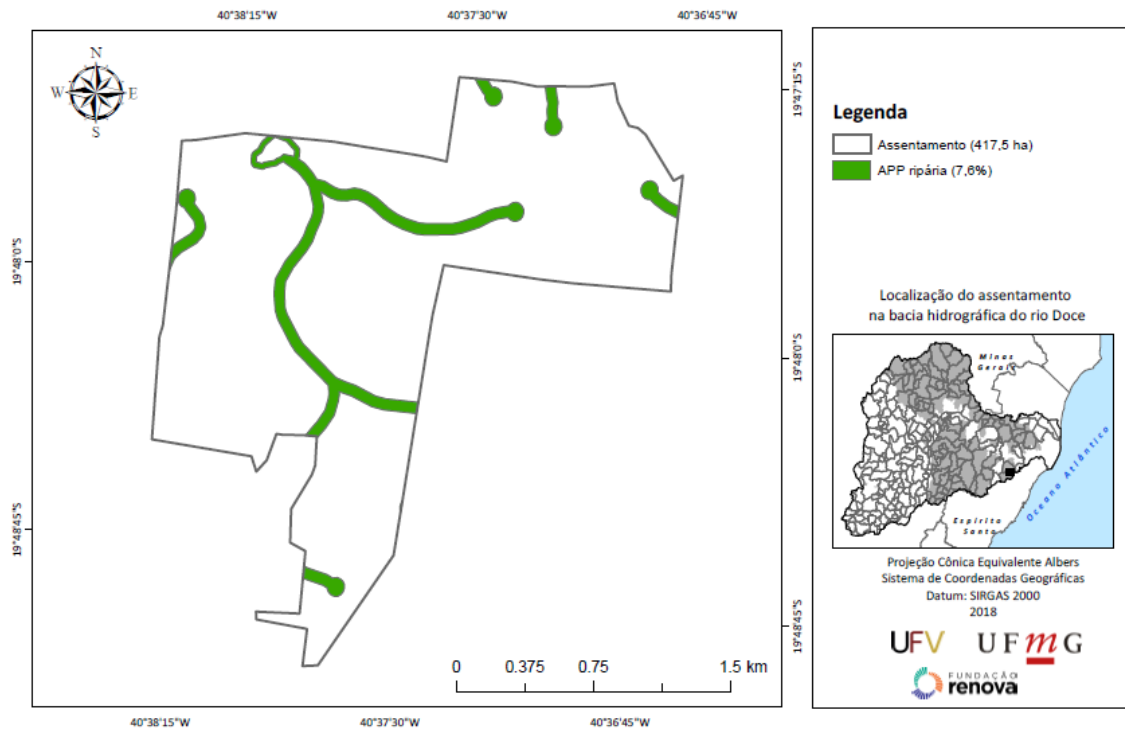 40°38'15"W
40°37'30"W
40°36'45"W
N
W
E
S
19°47'15"S
19°48'0"S
19°48'0"S
19°48'45"S
19°48'45"S
0
0.375
0.75
1.5 km
40°38'15"W
40°37'30"W
40°36'45"W
Legenda
Assentamento (417,5 ha)
APP ripária (7,6%)
Localização do assentamento
na bacia hidrográfica do rio Doce
Minas
Gerais
Oceano Atlântico
Espírito
Santo
Projeção Cônica Equivalente Albers
Sistema de Coordenadas Geográficas
Datum: SIRGAS 2000
2018
UFV
UFmG
FUNDAÇÃO
renova